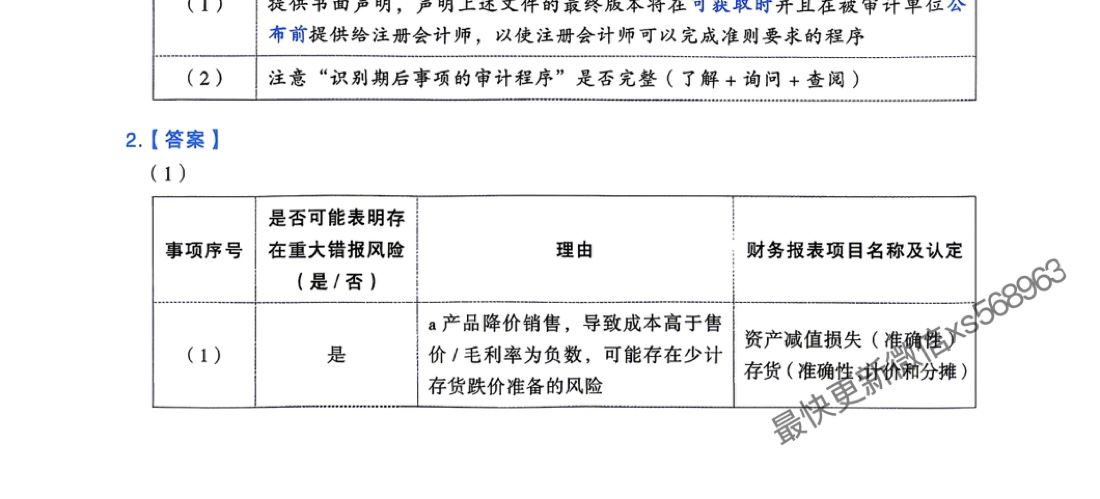 （1）
提供书面声明，声明上述文件的最终版本将在可获取时并且在被审计单位公
布前提供给注册会计师，以使注册会计师可以完成准则要求的程序
（2）
注意“识别期后事项的审计程序”是否完整（了解+询问+查阅）
2.【答案】
（1）
事项序号
是否可能表明存
在重大错报风险
（是/否）
理由
财务报表项目名称及认定
（1）
是
a 产品降价销售，导致成本高于售
价/毛利率为负数，可能存在少计
存货跌价准备的风险
资产减值损失（准确性）
存货（准确性、计价和分摊）
最快更新微信xs568963